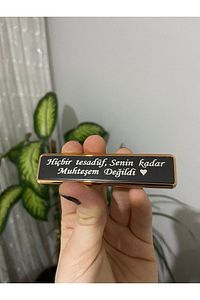 Hiçbir tesadüf, Senin kadar
Muhteşem Değildi ♥